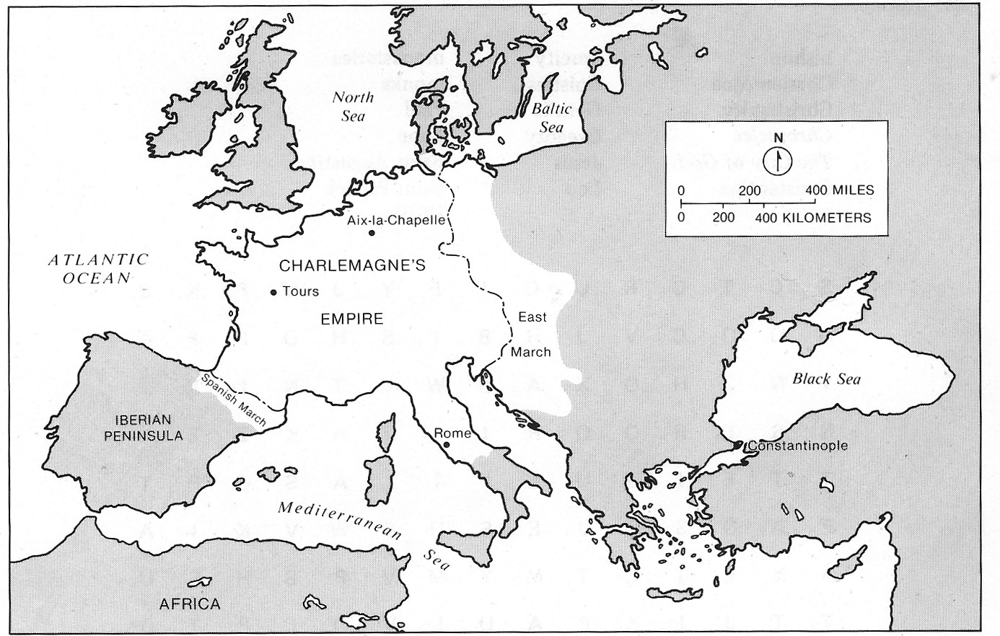 North
Sea
Baltic
Sea
N
0 200 400 MILES
0 200 400 KILOMETERS
Aix-la-Chapelle
ATLANTIC
OCEAN
CHARLEMAGNE'S
Tours
EMPIRE
East
March
Spanish March
Black Sea
IBERIAN
PENINSULA
Rome
Constantinople
Mediterranean
Sea
AFRICA